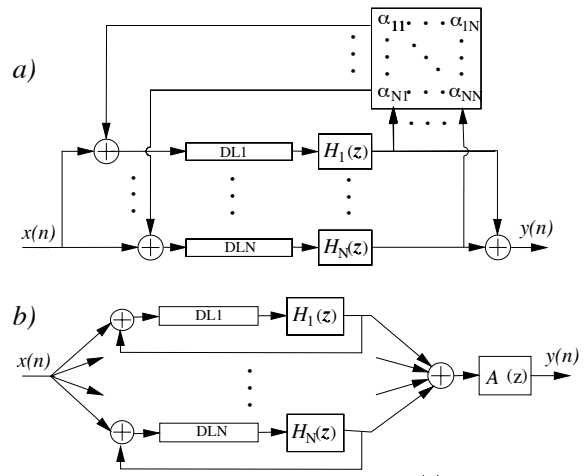 α11 · · · α1N
a)
αN1 · · · αNN
DL1
H1(z)
x(n)
DLN
HN(z)
y(n)
b)
DL1
H1(z)
x(n)
y(n)
A (z)
DLN
HN(z)